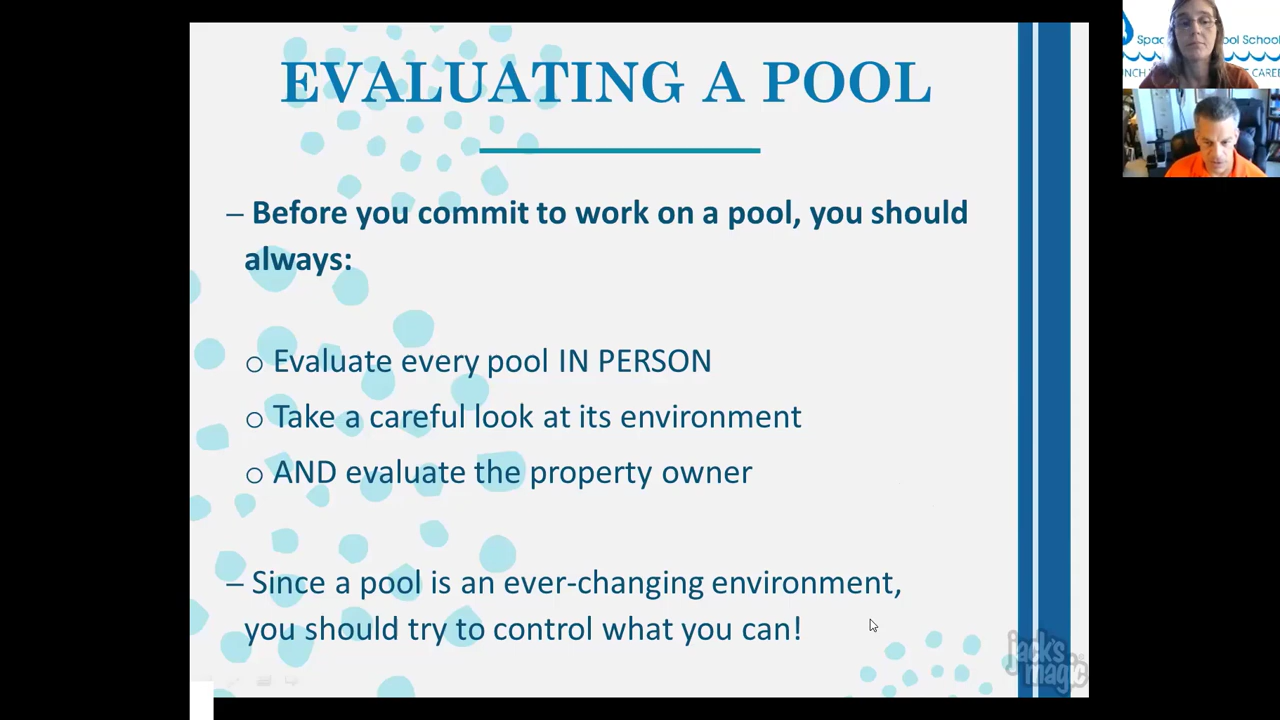 EVALUATING A POOL
– Before you commit to work on a pool, you should
always:
o Evaluate every pool IN PERSON
o Take a careful look at its environment
o AND evaluate the property owner
– Since a pool is an ever-changing environment,
you should try to control what you can!
jack's
magic
ool School